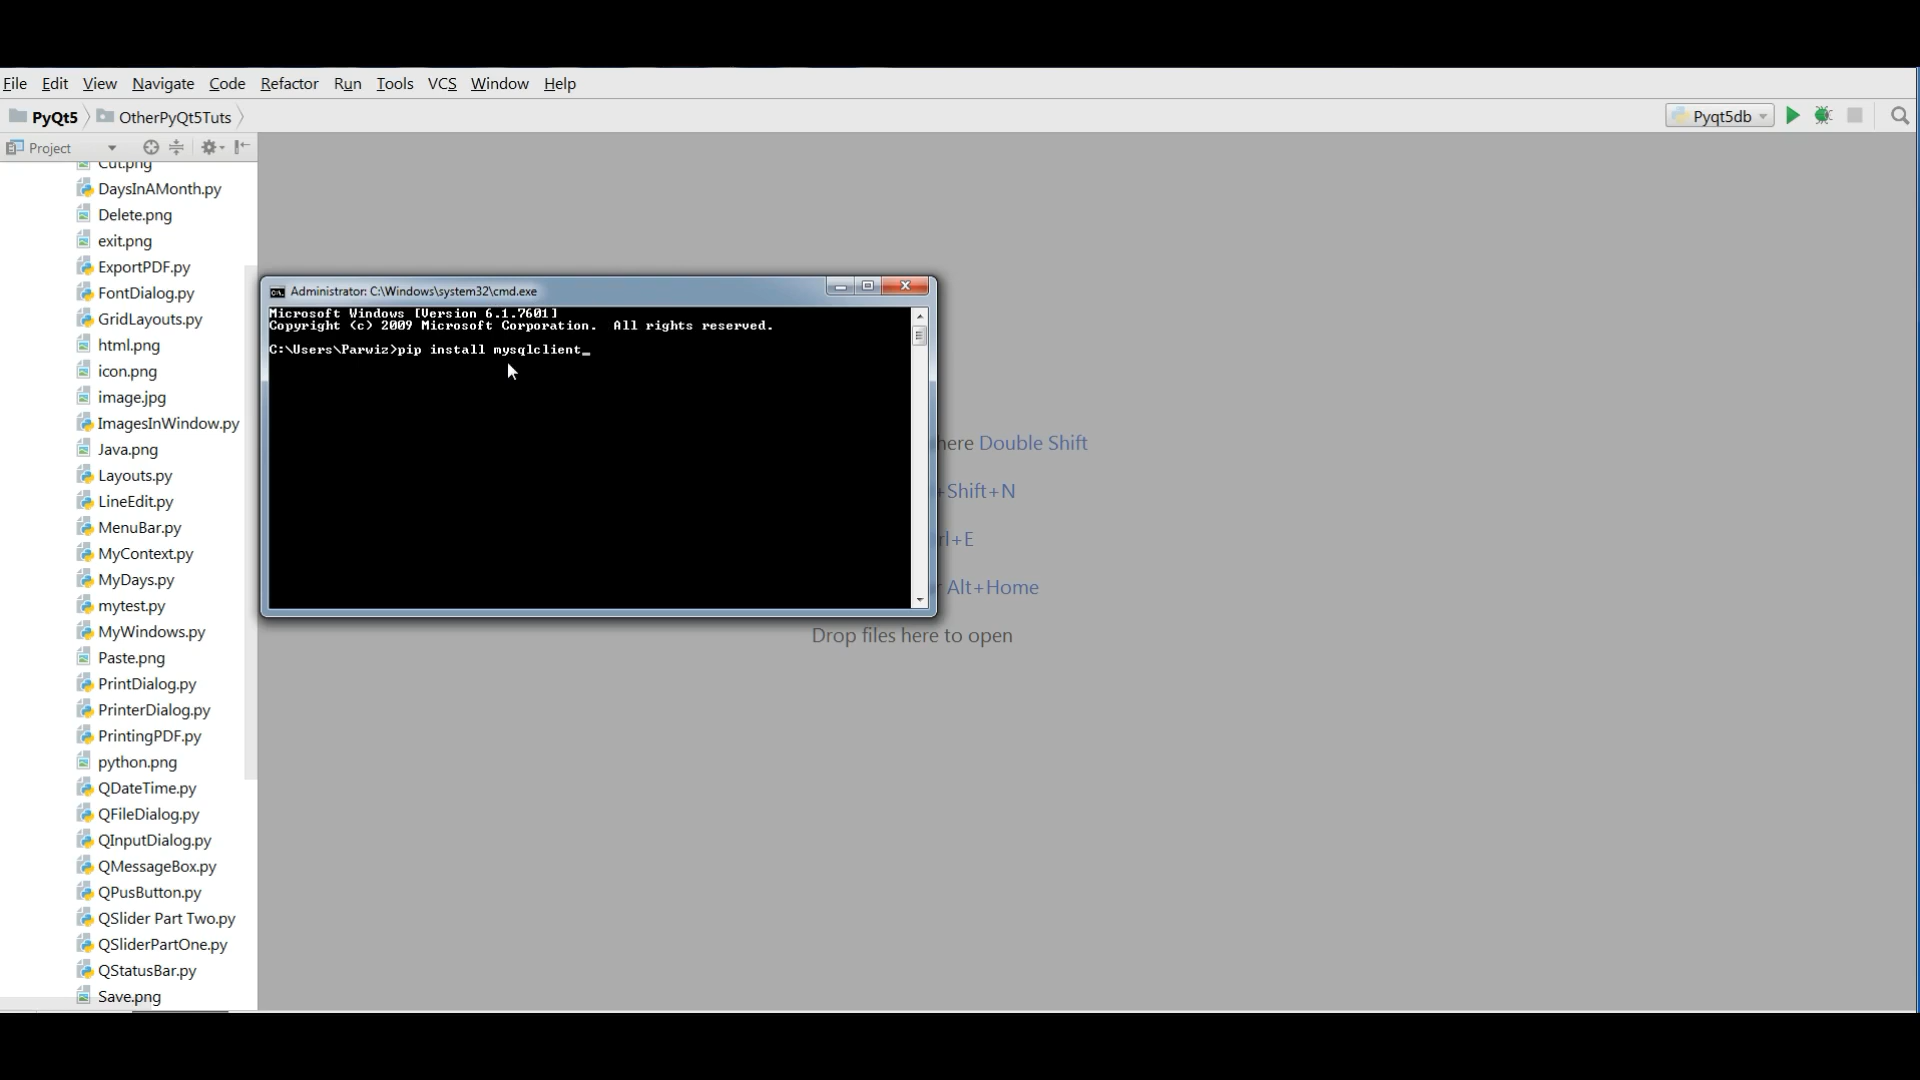 File Edit View Navigate Code Refactor Run Tools VCS Window Help
PyQt5 OtherPyQt5Tuts Pyqt5db
Project
Cut.png
DaysInAMonth.py
Delete.png
exit.png
ExportPDF.py
FontDialog.py
GridLayouts.py
html.png
icon.png
image.jpg
ImagesInWindow.py
Java.png
Layouts.py
LineEdit.py
MenuBar.py
MyContext.py
MyDays.py
mytest.py
MyWindows.py
Paste.png
PrintDialog.py
PrinterDialog.py
PrintingPDF.py
python.png
QDateTime.py
QFileDialog.py
QInputDialog.py
QMessageBox.py
QPusButton.py
QSlider Part Two.py
QSliderPartOne.py
QStatusBar.py
Save.png
Administrator: C:\Windows\system32\cmd.exe
Microsoft Windows [Version 6.1.7601]
Copyright (c) 2009 Microsoft Corporation. All rights reserved.
C:\Users\Parwiz>pip install mysqlclient_
here Double Shift
+Shift+N
rl+E
Alt+Home
Drop files here to open